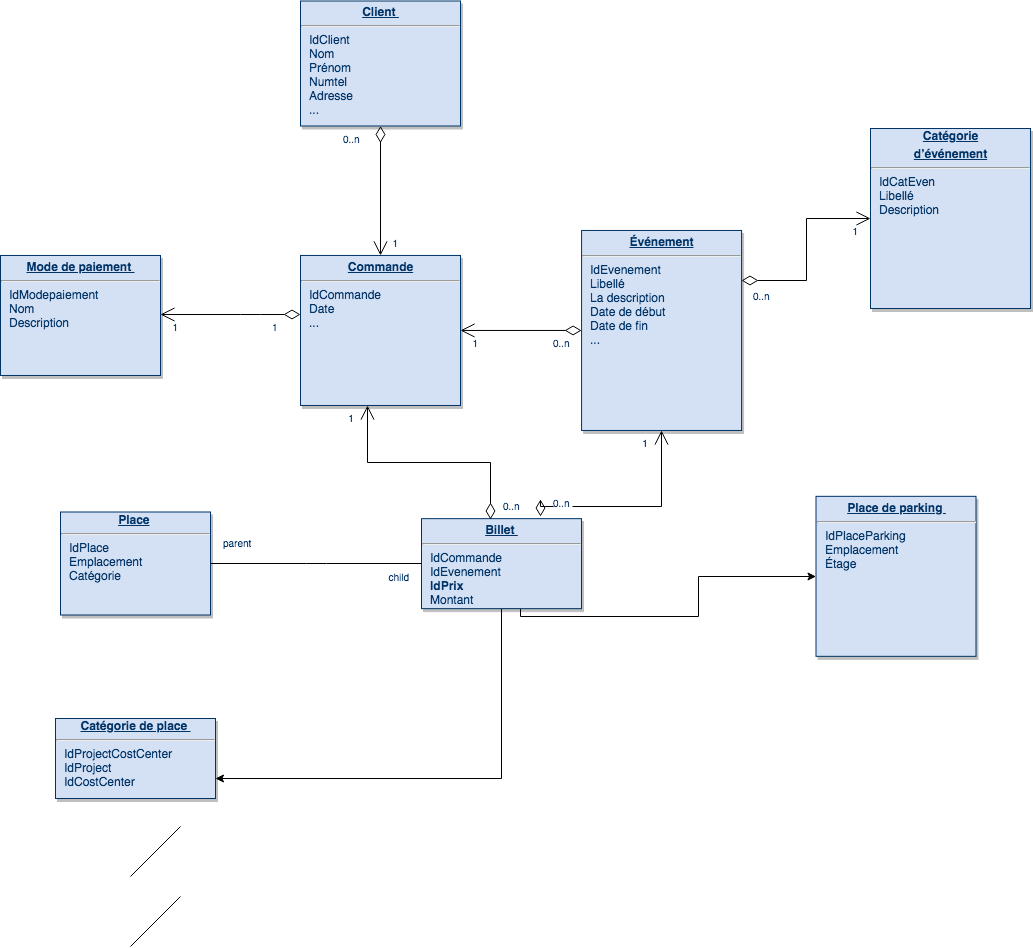 Client
IdClient
Nom
Prénom
Numtel
Adresse
...
0..n
1
Catégorie
d'événement
IdCatEven
Libellé
Description
1
0..n
Événement
IdEvenement
Libellé
La description
Date de début
Date de fin
...
Mode de paiement
IdModepaiement
Nom
Description
1
1
Commande
IdCommande
Date
...
1
0..n
1
1
0..n
0..n
Place
IdPlace
Emplacement
Catégorie
parent
child
Billet
IdCommande
IdEvenement
IdPrix
Montant
Place de parking
IdPlaceParking
Emplacement
Étage
Catégorie de place
IdProjectCostCenter
IdProject
IdCostCenter